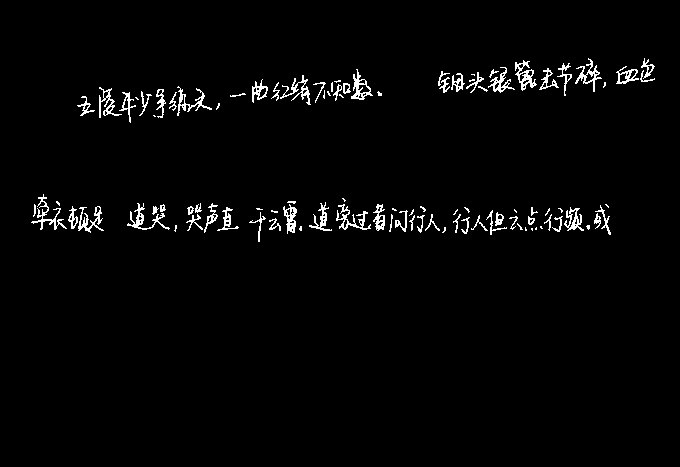 五陵年少争缠头，一曲红绡不知数。 钿头银篦击节碎，血色
牵衣顿足 道哭，哭声直 干云霄。道旁过者问行人，行人但云点行频。或